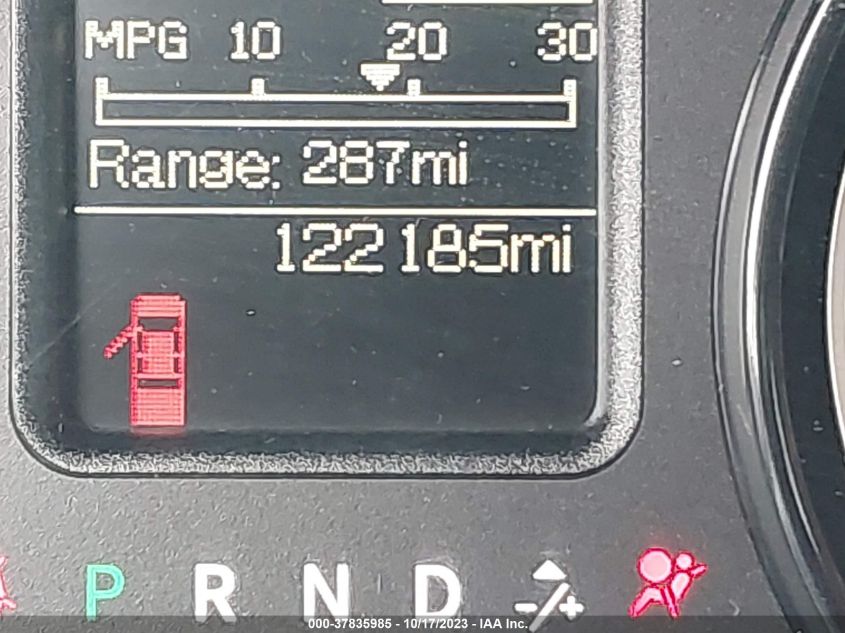 MPG 10 20 30
Range: 287mi
122185mi
P R N D -/+
000-37835985 - 10/17/2023 - IAA Inc.